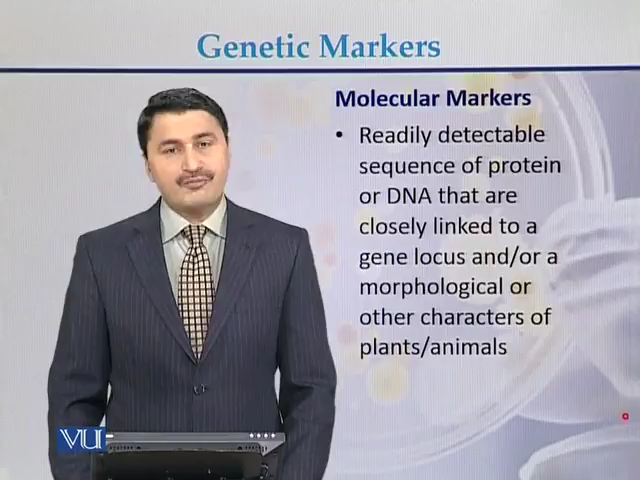 Genetic Markers
Molecular Markers
• Readily detectable
sequence of protein
or DNA that are
closely linked to a
gene locus and/or a
morphological or
other characters of
plants/animals
VU